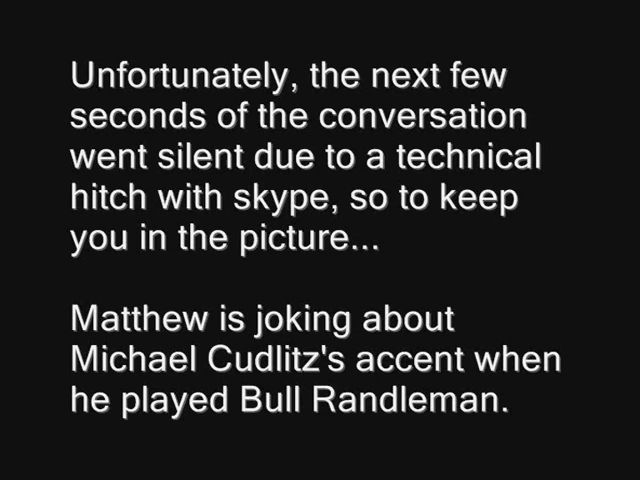 Unfortunately, the next few
seconds of the conversation
went silent due to a technical
hitch with skype, so to keep
you in the picture...
Matthew is joking about
Michael Cudlitz's accent when
he played Bull Randleman.